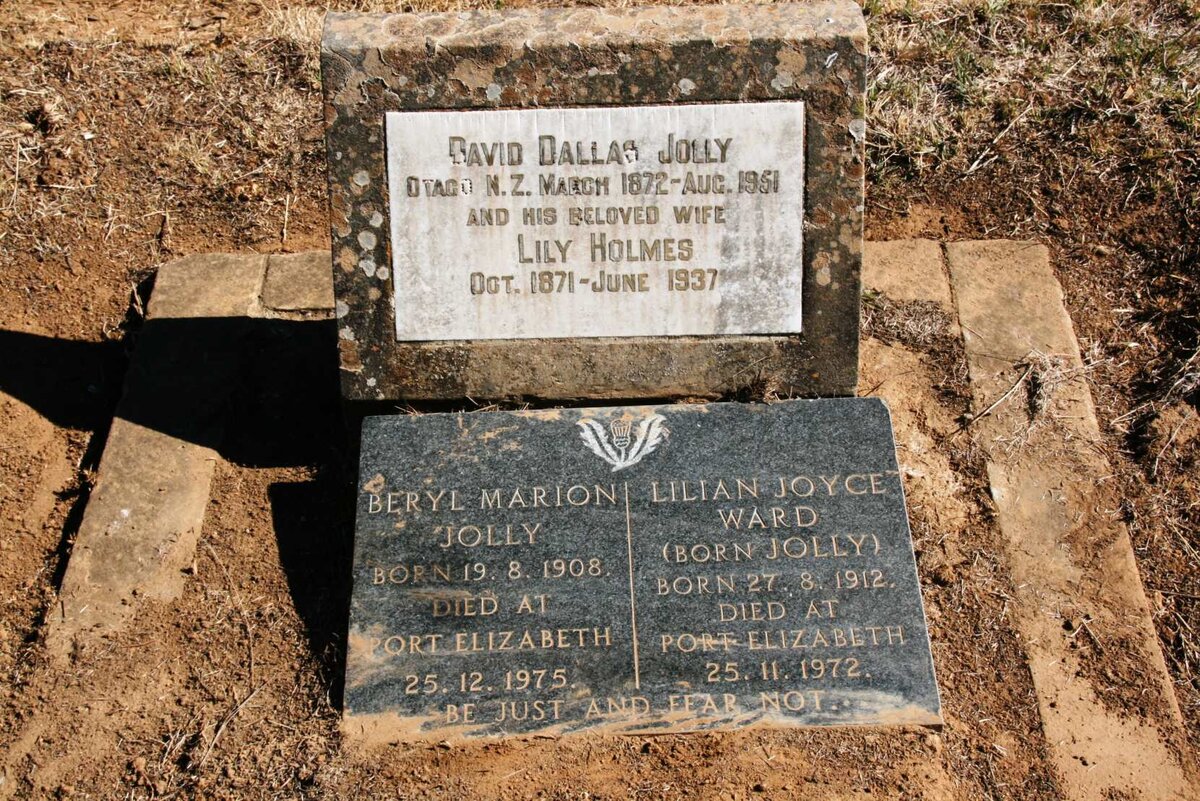 DAVID DALLAS JOLLY
OTAGO N.Z. MARCH 1872-AUG. 1951
AND HIS BELOVED WIFE
LILY HOLMES
OCT. 1871-JUNE 1937
BERYL MARION
JOLLY
BORN 19. 8. 1908.
DIED AT
PORT ELIZABETH
25. 12. 1975.
LILIAN JOYCE
WARD
(BORN JOLLY)
BORN 27. 8. 1912.
DIED AT
PORT ELIZABETH
25. 11. 1972.
BE JUST AND FEAR NOT.